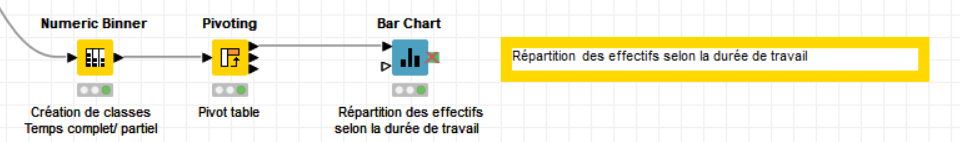 Numeric Binner
Pivoting
Bar Chart
Répartition des effectifs selon la durée de travail
Création de classes
Temps complet/ partiel
Pivot table
Répartition des effectifs
selon la durée de travail